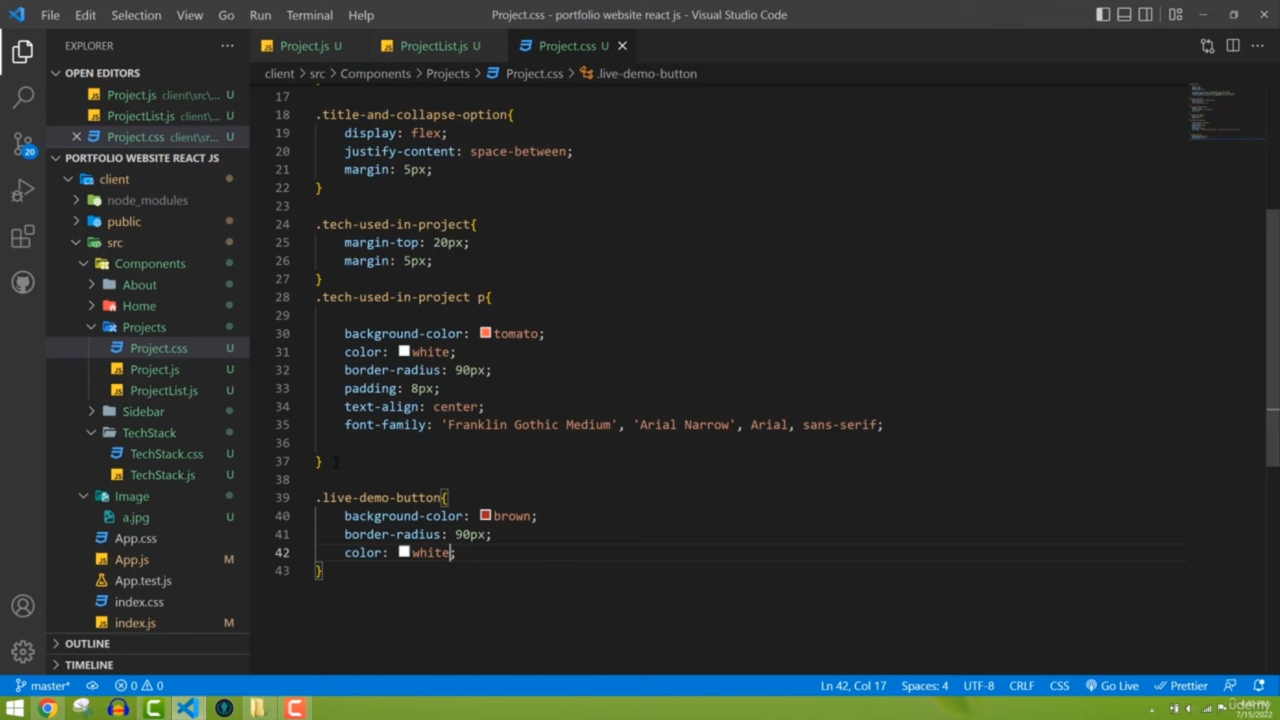 File Edit Selection View Go Run Terminal Help Project.css - portfolio website react js - Visual Studio Code
EXPLORER ···
Project.js U ProjectList.js U Project.css U
client > src > Components > Projects > Project.css > .live-demo-button
OPEN EDITORS
Project.js client\src\... U
ProjectList.js client\... U
Project.css client\sr... U
PORTFOLIO WEBSITE REACT JS
client
node_modules
public
src
Components
About
Home
Projects
Project.css U
Project.js U
ProjectList.js U
Sidebar
TechStack
TechStack.css U
TechStack.js U
Image
a.jpg U
App.css
App.js M
App.test.js
index.css
index.js M
OUTLINE
TIMELINE
20
17
18 .title-and-collapse-option{
19 display: flex;
20 justify-content: space-between;
21 margin: 5px;
22 }
23
24 .tech-used-in-project{
25 margin-top: 20px;
26 margin: 5px;
27 }
28 .tech-used-in-project p{
29
30 background-color: tomato;
31 color: white;
32 border-radius: 90px;
33 padding: 8px;
34 text-align: center;
35 font-family: 'Franklin Gothic Medium', 'Arial Narrow', Arial, sans-serif;
36
37 }
38
39 .live-demo-button{
40 background-color: brown;
41 border-radius: 90px;
42 color: white;
43 }
master* 0 0 Ln 42, Col 17 Spaces: 4 UTF-8 CRLF CSS Go Live Prettier
udemy
7/15/2022